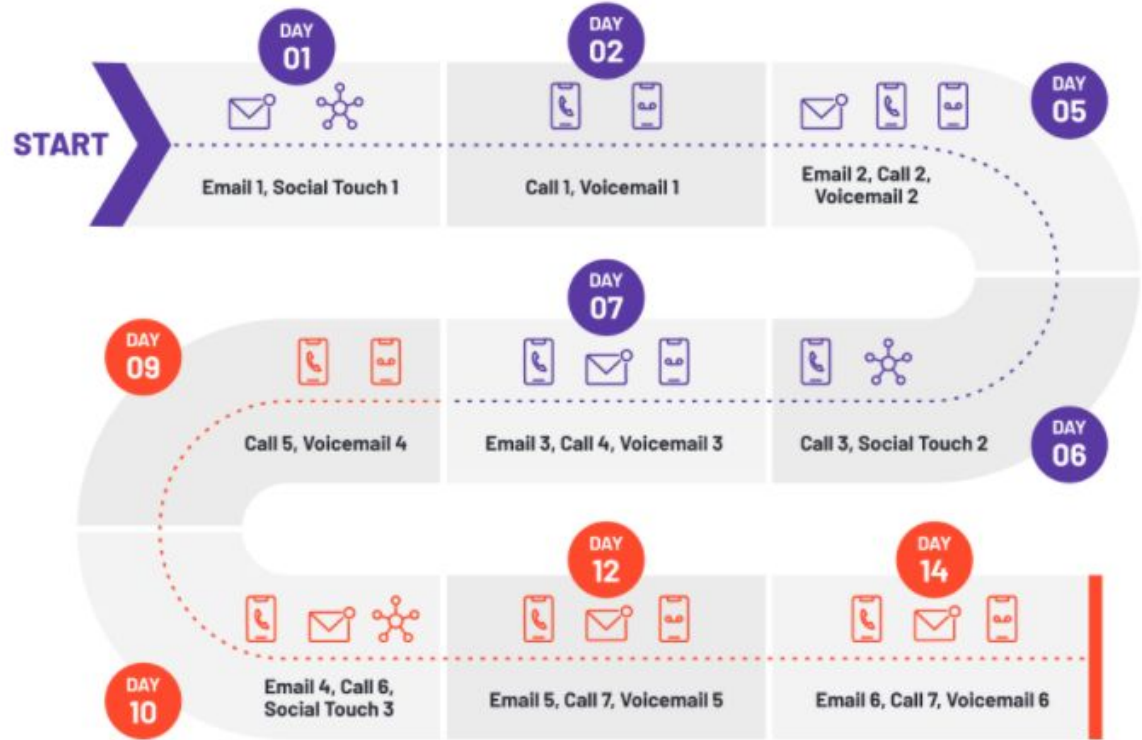 START
DAY
01
Email 1, Social Touch 1
DAY
02
Call 1, Voicemail 1
DAY
05
Email 2, Call 2,
Voicemail 2
DAY
06
Call 3, Social Touch 2
DAY
07
Email 3, Call 4, Voicemail 3
DAY
09
Call 5, Voicemail 4
DAY
10
Email 4, Call 6,
Social Touch 3
DAY
12
Email 5, Call 7, Voicemail 5
DAY
14
Email 6, Call 7, Voicemail 6